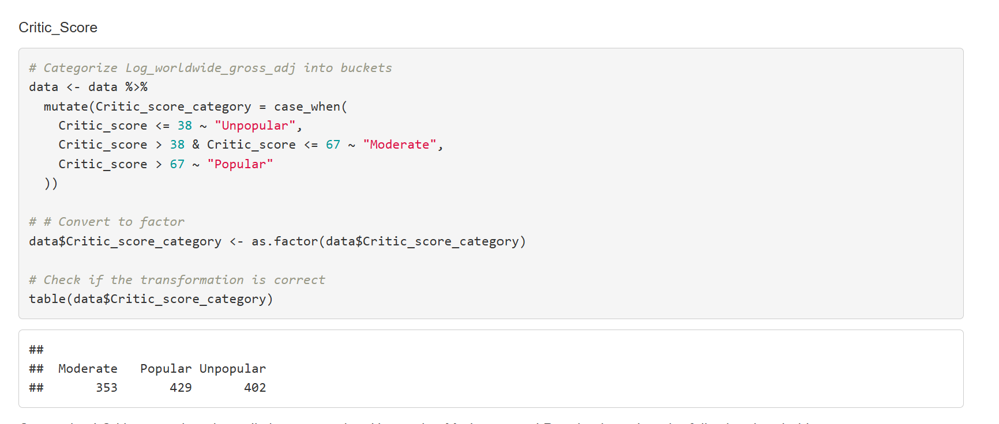 Critic_Score
# Categorize Log_worldwide_gross_adj into buckets
data <- data %>%
  mutate(Critic_score_category = case_when(
    Critic_score <= 38 ~ "Unpopular",
    Critic_score > 38 & Critic_score <= 67 ~ "Moderate",
    Critic_score > 67 ~ "Popular"
  ))
# # Convert to factor
data$Critic_score_category <- as.factor(data$Critic_score_category)
# Check if the transformation is correct
table(data$Critic_score_category)
##
##  Moderate   Popular Unpopular
##       353       429       402